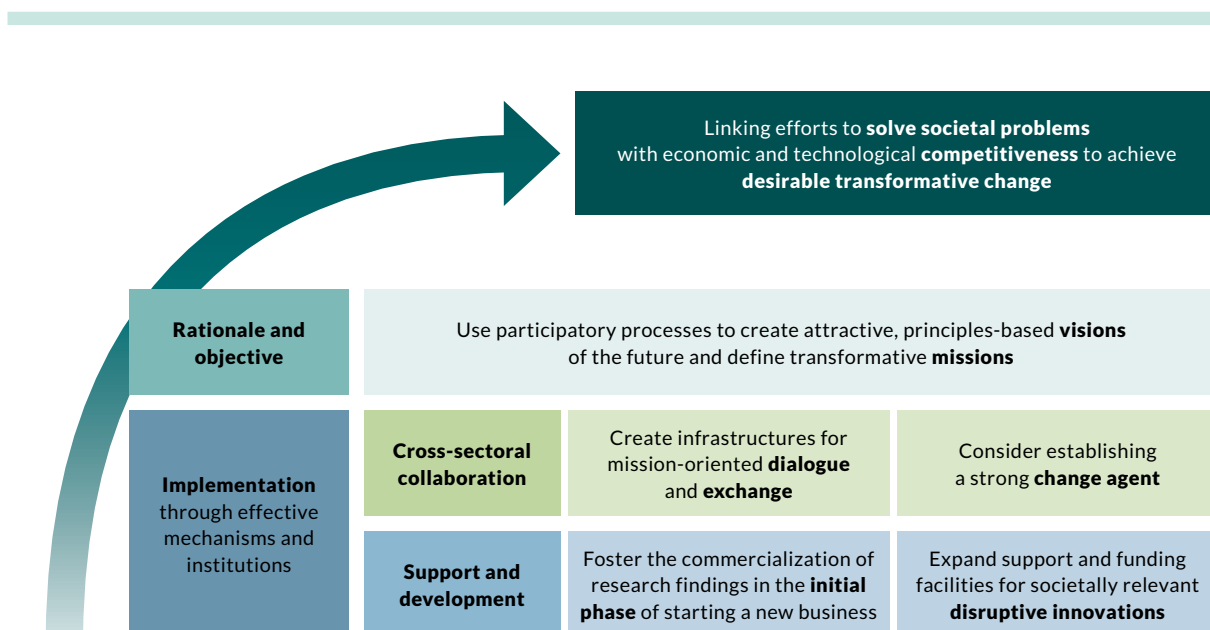 Linking efforts to solve societal problems
with economic and technological competitiveness to achieve
desirable transformative change
Rationale and
objective
Use participatory processes to create attractive, principles-based visions
of the future and define transformative missions
Implementation
through effective
mechanisms and
institutions
Cross-sectoral
collaboration
Create infrastructures for
mission-oriented dialogue
and exchange
Consider establishing
a strong change agent
Support and
development
Foster the commercialization of
research findings in the initial
phase of starting a new business
Expand support and funding
facilities for societally relevant
disruptive innovations